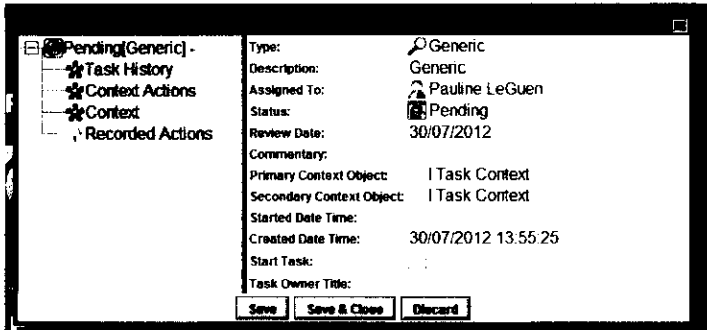 Pending[Generic] -
Task History
Context Actions
Context
Recorded Actions
Type: Generic
Description: Generic
Assigned To: Pauline LeGuen
Status: Pending
Review Date: 30/07/2012
Commentary:
Primary Context Object: I Task Context
Secondary Context Object: I Task Context
Started Date Time:
Created Date Time: 30/07/2012 13:55:25
Start Task:
Task Owner Title:
Save Save & Close Discard